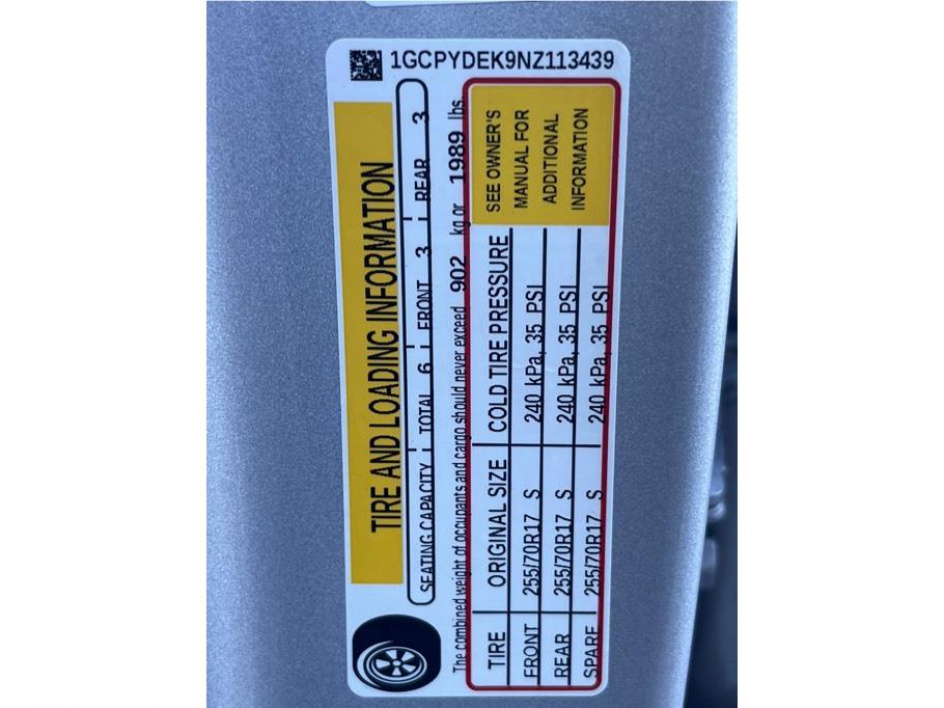 1GCPYDEK9NZ113439
TIRE AND LOADING INFORMATION
SEATING CAPACITY TOTAL 6 FRONT 3 REAR 3
The combined weight of occupants and cargo should never exceed 902 kg or 1989 lbs.
TIRE ORIGINAL SIZE COLD TIRE PRESSURE
FRONT 255/70R17 S 240 kPa, 35 PSI
REAR 255/70R17 S 240 kPa, 35 PSI
SPARE 255/70R17 S 240 kPa, 35 PSI
SEE OWNER'S
MANUAL FOR
ADDITIONAL
INFORMATION